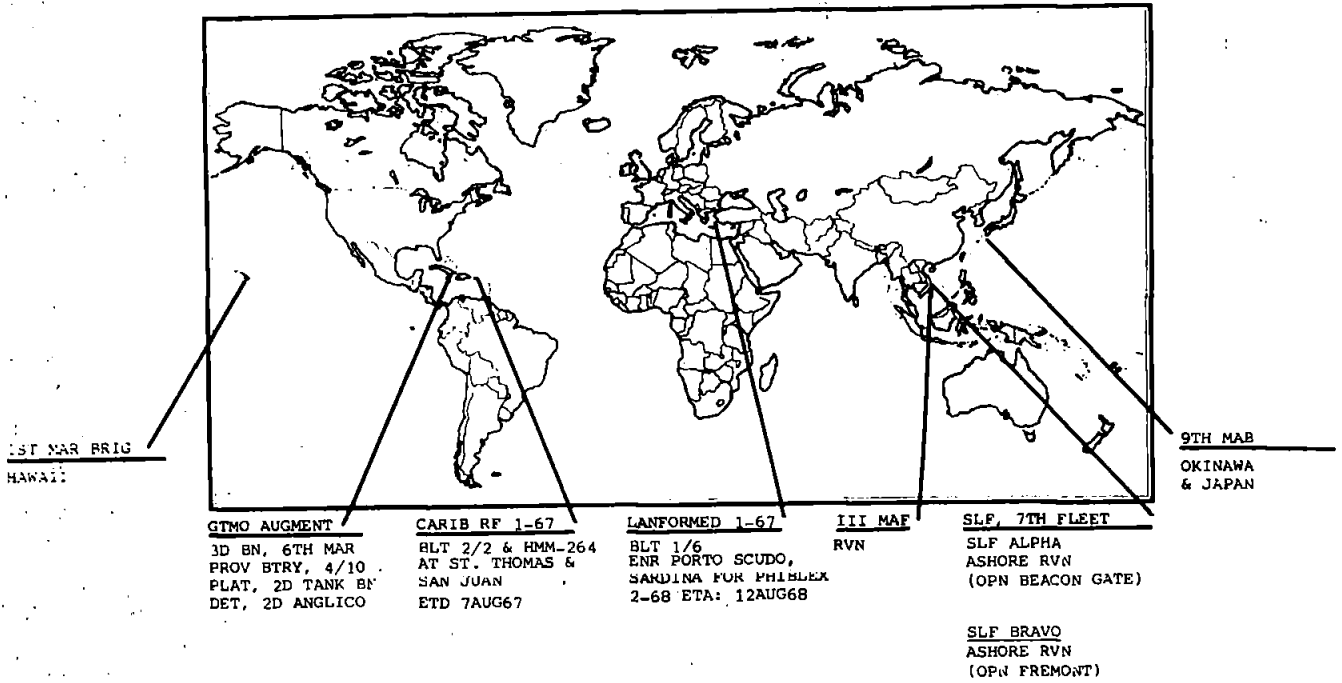 1ST MAR BRIG
HAWAII
GTMO AUGMENT
3D BN, 6TH MAR
PROV BTRY, 4/10
PLAT, 2D TANK BN
DET, 2D ANGLICO
CARIB RF 1-67
BLT 2/2 & HMM-264
AT ST. THOMAS &
SAN JUAN
ETD 7AUG67
LANFORMED 1-67
BLT 1/6
ENR PORTO SCUDO,
SARDINA FOR PHIBLEX
2-68 ETA: 12AUG68
III MAF
RVN
SLF, 7TH FLEET
SLF ALPHA
ASHORE RVN
(OPN BEACON GATE)
SLF BRAVO
ASHORE RVN
(OPN FREMONT)
9TH MAB
OKINAWA
& JAPAN